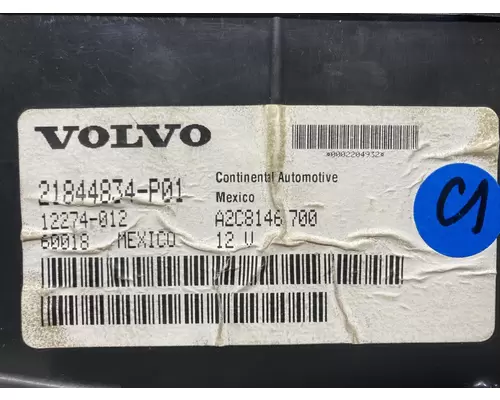 VOLVO
*0002204932*
21844834-P01
Continental Automotive
Mexico
12274-012
A2C8146 700
60018 MEXICO
12 V
C1